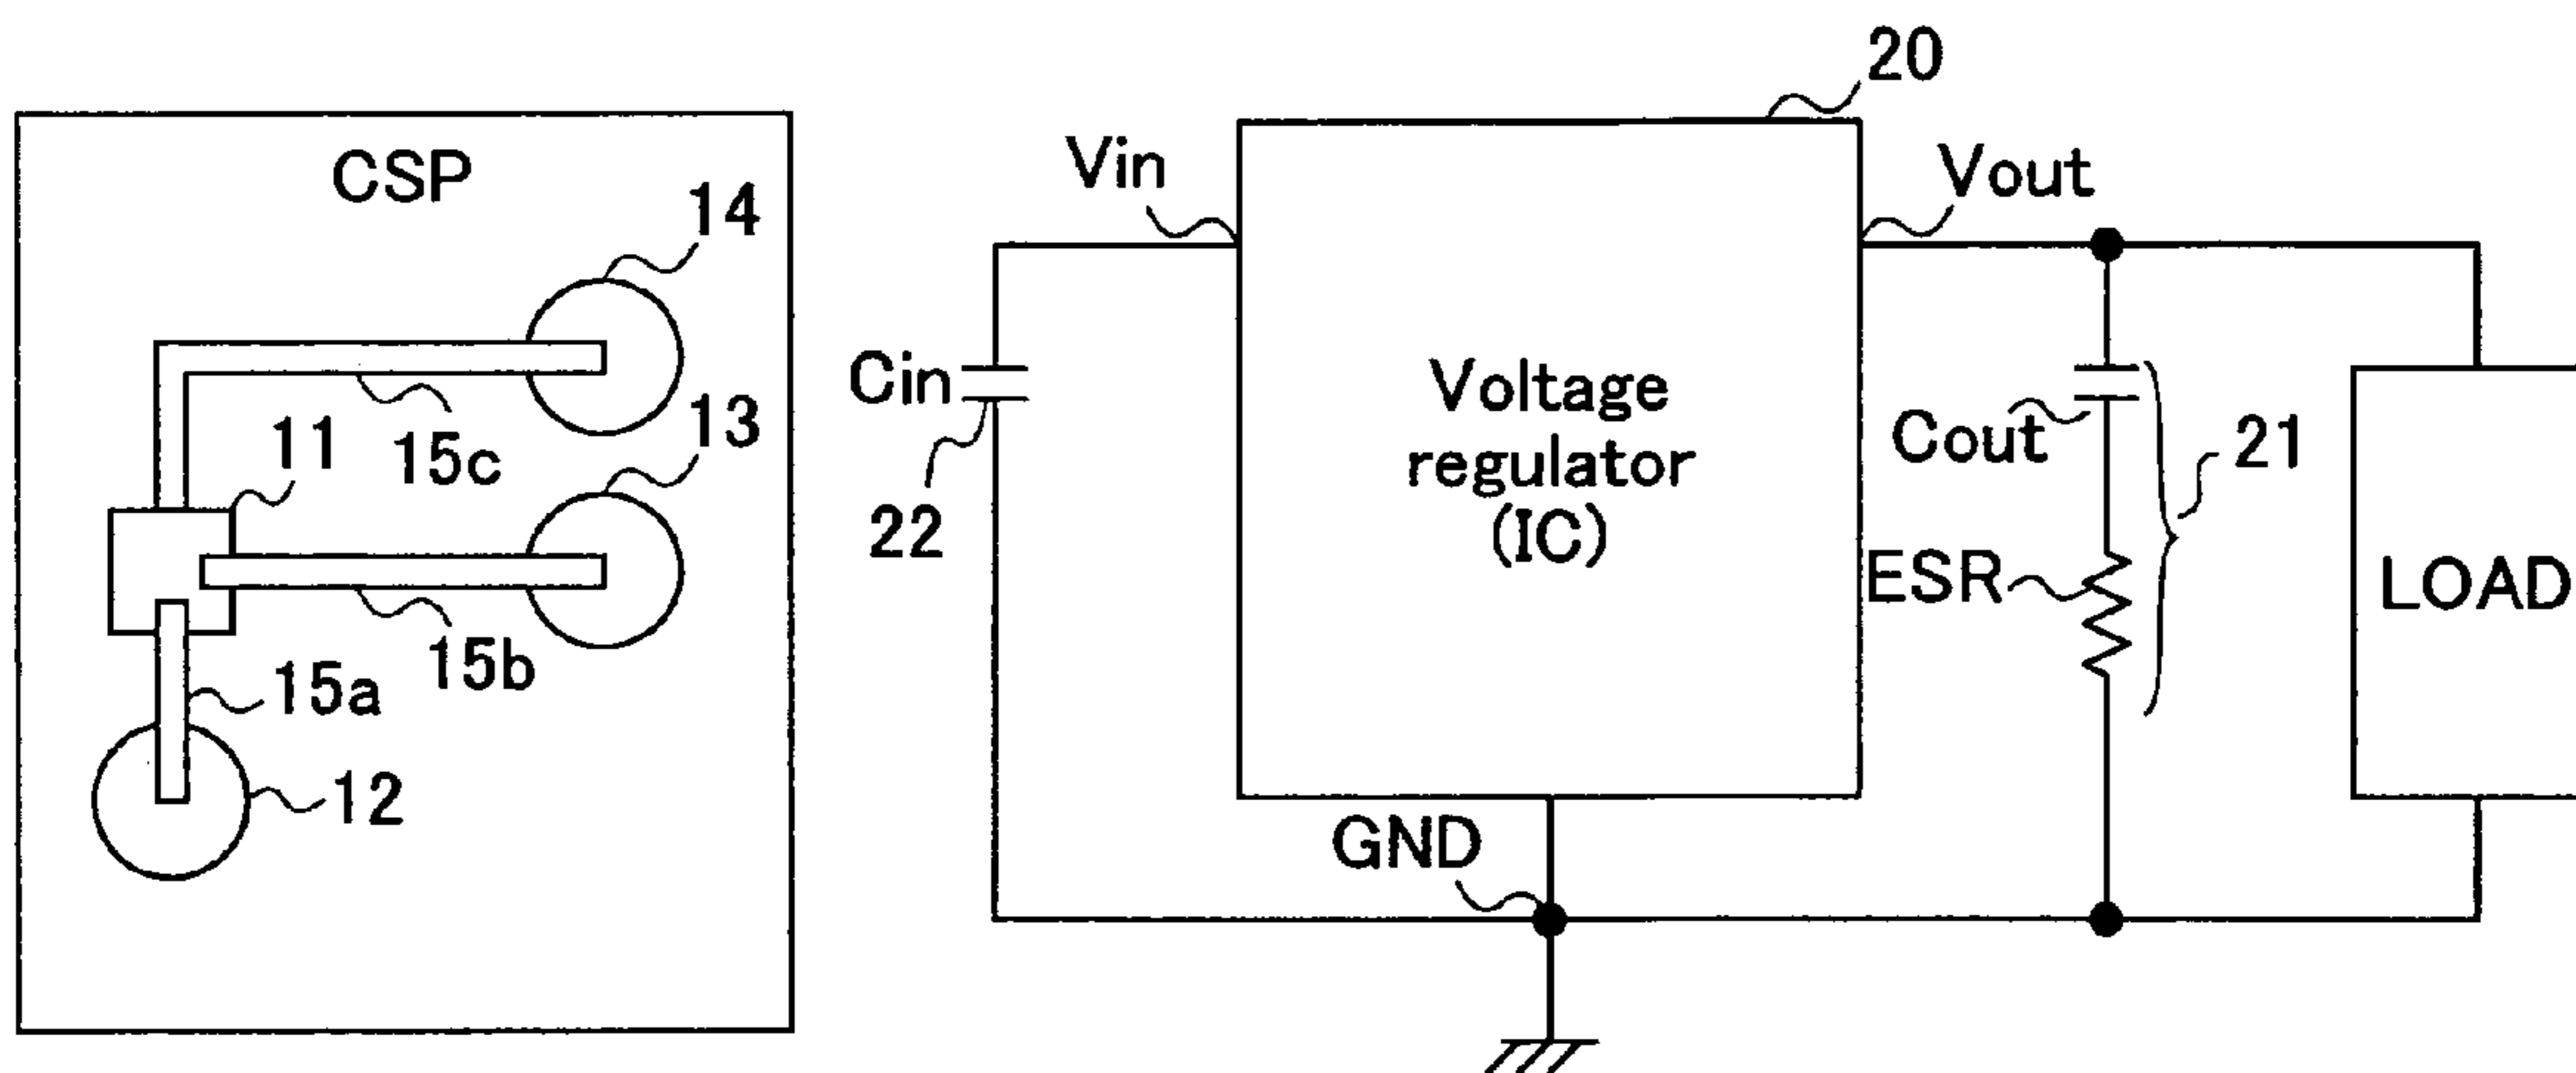 CSP
14
13
11
15c
15b
15a
12
20
Vin
Vout
Cin
22
Voltage
regulator
(IC)
Cout
21
ESR
LOAD
GND